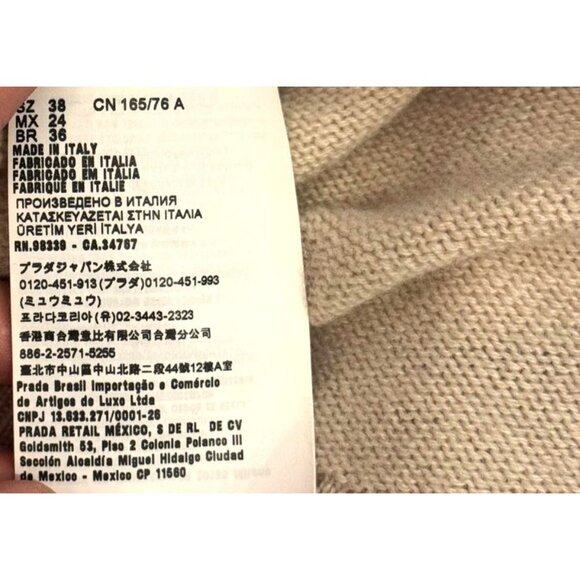 SZ 38 CN 165/76 A
MX 24
BR 36
MADE IN ITALY
FABRICADO EN ITALIA
FABRICADO EM ITALIA
FABRIQUÉ EN ITALIE
ПРОИЗВЕДЕНО В ИТАЛИЯ
ΚΑΤΑΣΚΕΥΑΖΕΤΑΙ ΣΤΗΝ ΙΤΑΛΙΑ
ÜRETİM YERİ İTALYA
RN.98339 - CA.34767
プラダジャパン株式会社
0120-451-913 (プラダ)0120-451-993
(ミュウミュウ)
프라다코리아 (유)02-3443-2323
香港商台灣意比有限公司台灣分公司
886-2-2571-5255
臺北市中山區中山北路二段44號12樓A室
Prada Brasil Importação e Comércio
de Artigos de Luxo Ltda
CNPJ 13.633.271/0001-26
PRADA RETAIL MÉXICO, S DE RL DE CV
Goldsmith 53, Piso 2 Colonia Polanco III
Sección Alcaldía Miguel Hidalgo Ciudad
de Mexico - Mexico CP 11560